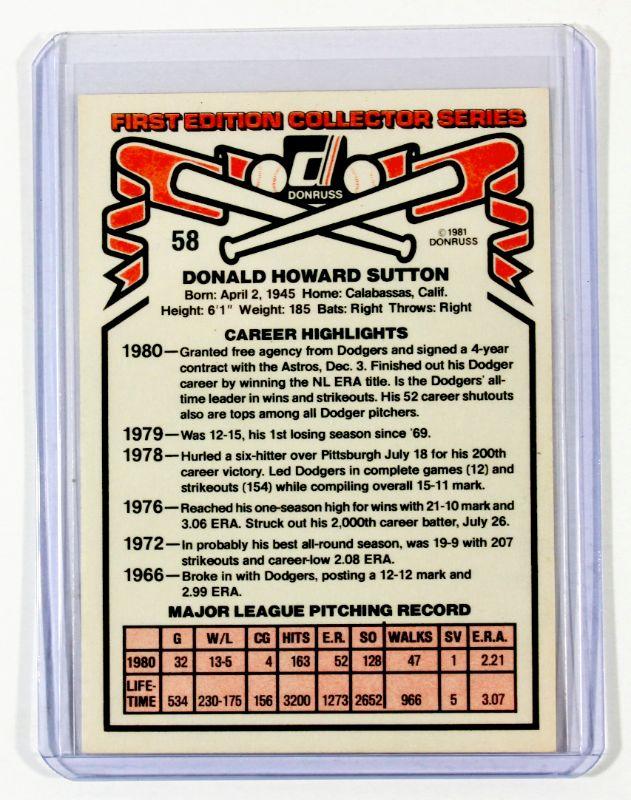 FIRST EDITION COLLECTOR SERIES
d
DONRUSS
58
© 1981
DONRUSS
DONALD HOWARD SUTTON
Born: April 2, 1945 Home: Calabassas, Calif.
Height: 6'1" Weight: 185 Bats: Right Throws: Right
CAREER HIGHLIGHTS
1980—Granted free agency from Dodgers and signed a 4-year
contract with the Astros, Dec. 3. Finished out his Dodger
career by winning the NL ERA title. Is the Dodgers' all-
time leader in wins and strikeouts. His 52 career shutouts
also are tops among all Dodger pitchers.
1979—Was 12-15, his 1st losing season since '69.
1978—Hurled a six-hitter over Pittsburgh July 18 for his 200th
career victory. Led Dodgers in complete games (12) and
strikeouts (154) while compiling overall 15-11 mark.
1976—Reached his one-season high for wins with 21-10 mark and
3.06 ERA. Struck out his 2,000th career batter, July 26.
1972—In probably his best all-round season, was 19-9 with 207
strikeouts and career-low 2.08 ERA.
1966—Broke in with Dodgers, posting a 12-12 mark and
2.99 ERA.
MAJOR LEAGUE PITCHING RECORD
G W/L CG HITS E.R. SO WALKS SV E.R.A.
1980 32 13-5 4 163 52 128 47 1 2.21
LIFE-
TIME 534 230-175 156 3200 1273 2652 966 5 3.07